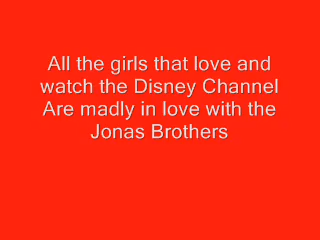 All the girls that love and
watch the Disney Channel
Are madly in love with the
Jonas Brothers